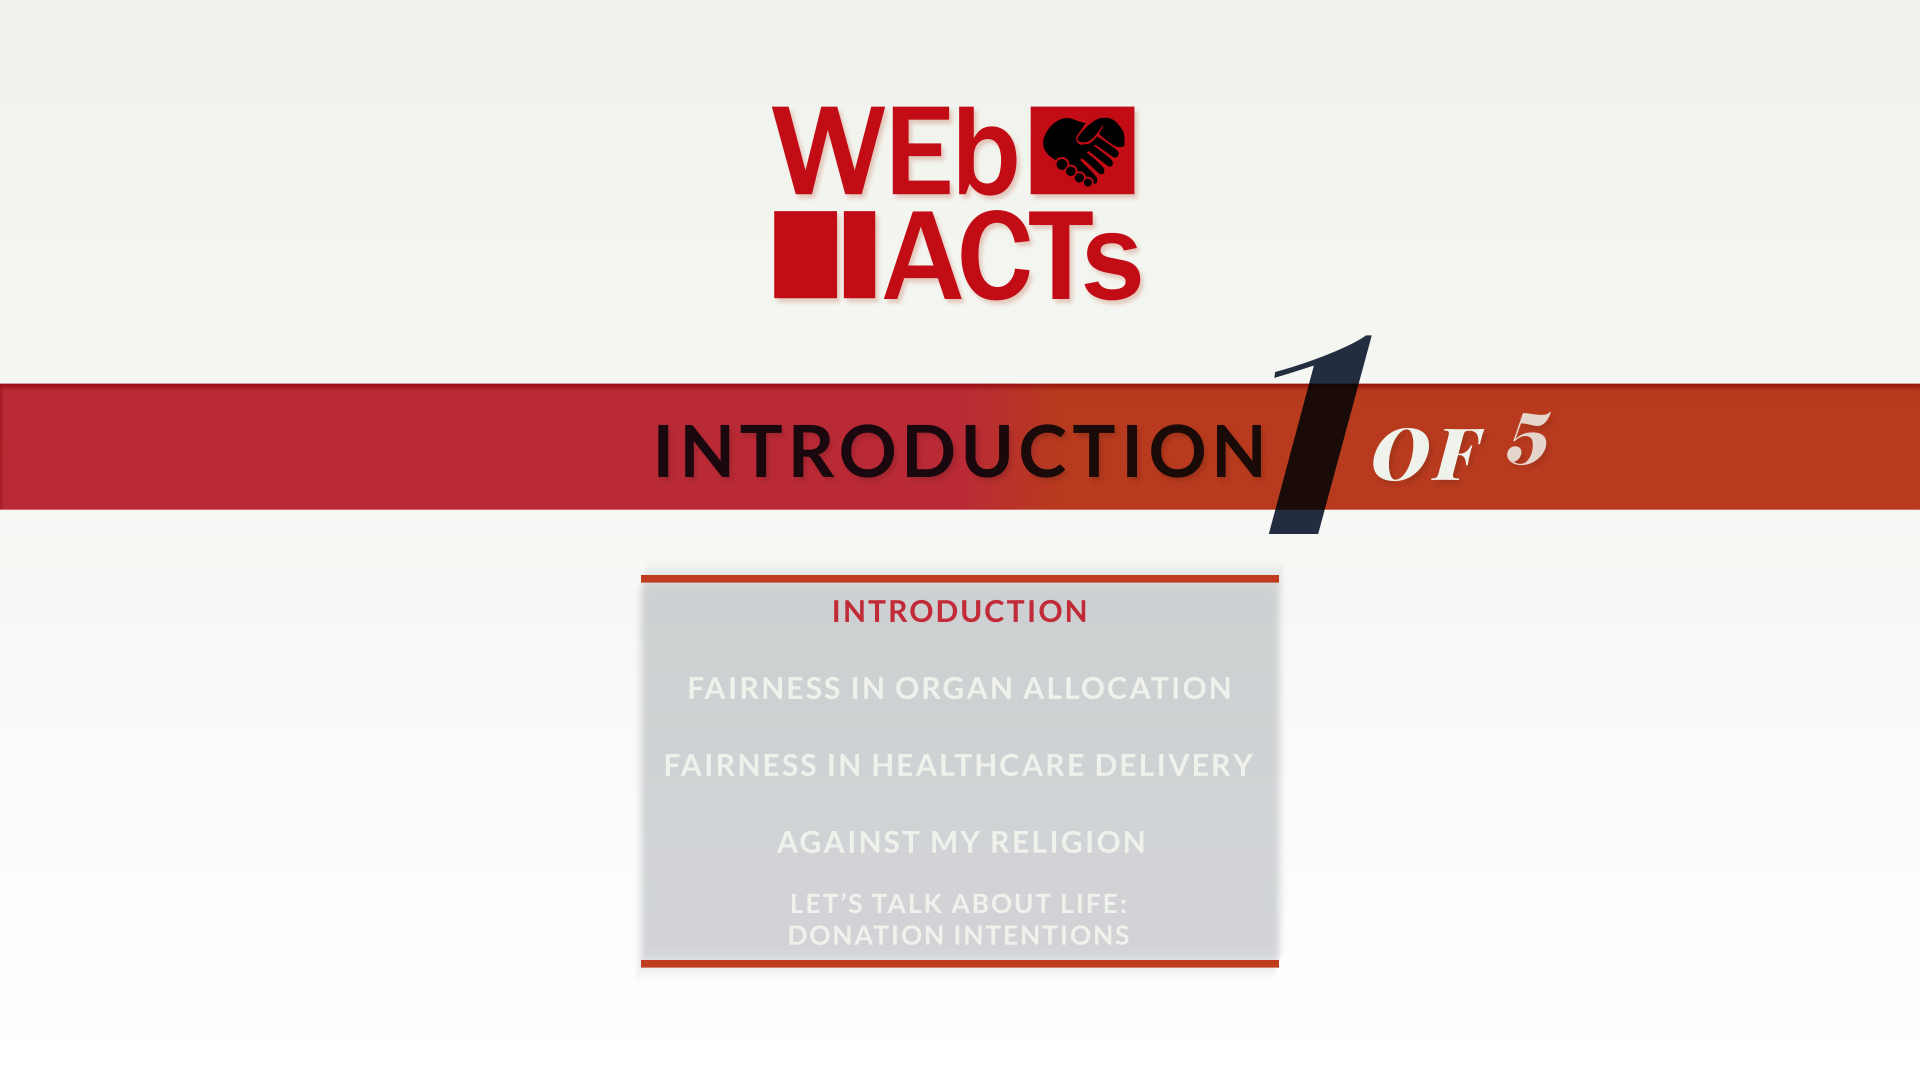 WEb
ACTs
INTRODUCTION 1 OF 5
INTRODUCTION
FAIRNESS IN ORGAN ALLOCATION
FAIRNESS IN HEALTHCARE DELIVERY
AGAINST MY RELIGION
LET’S TALK ABOUT LIFE:
DONATION INTENTIONS